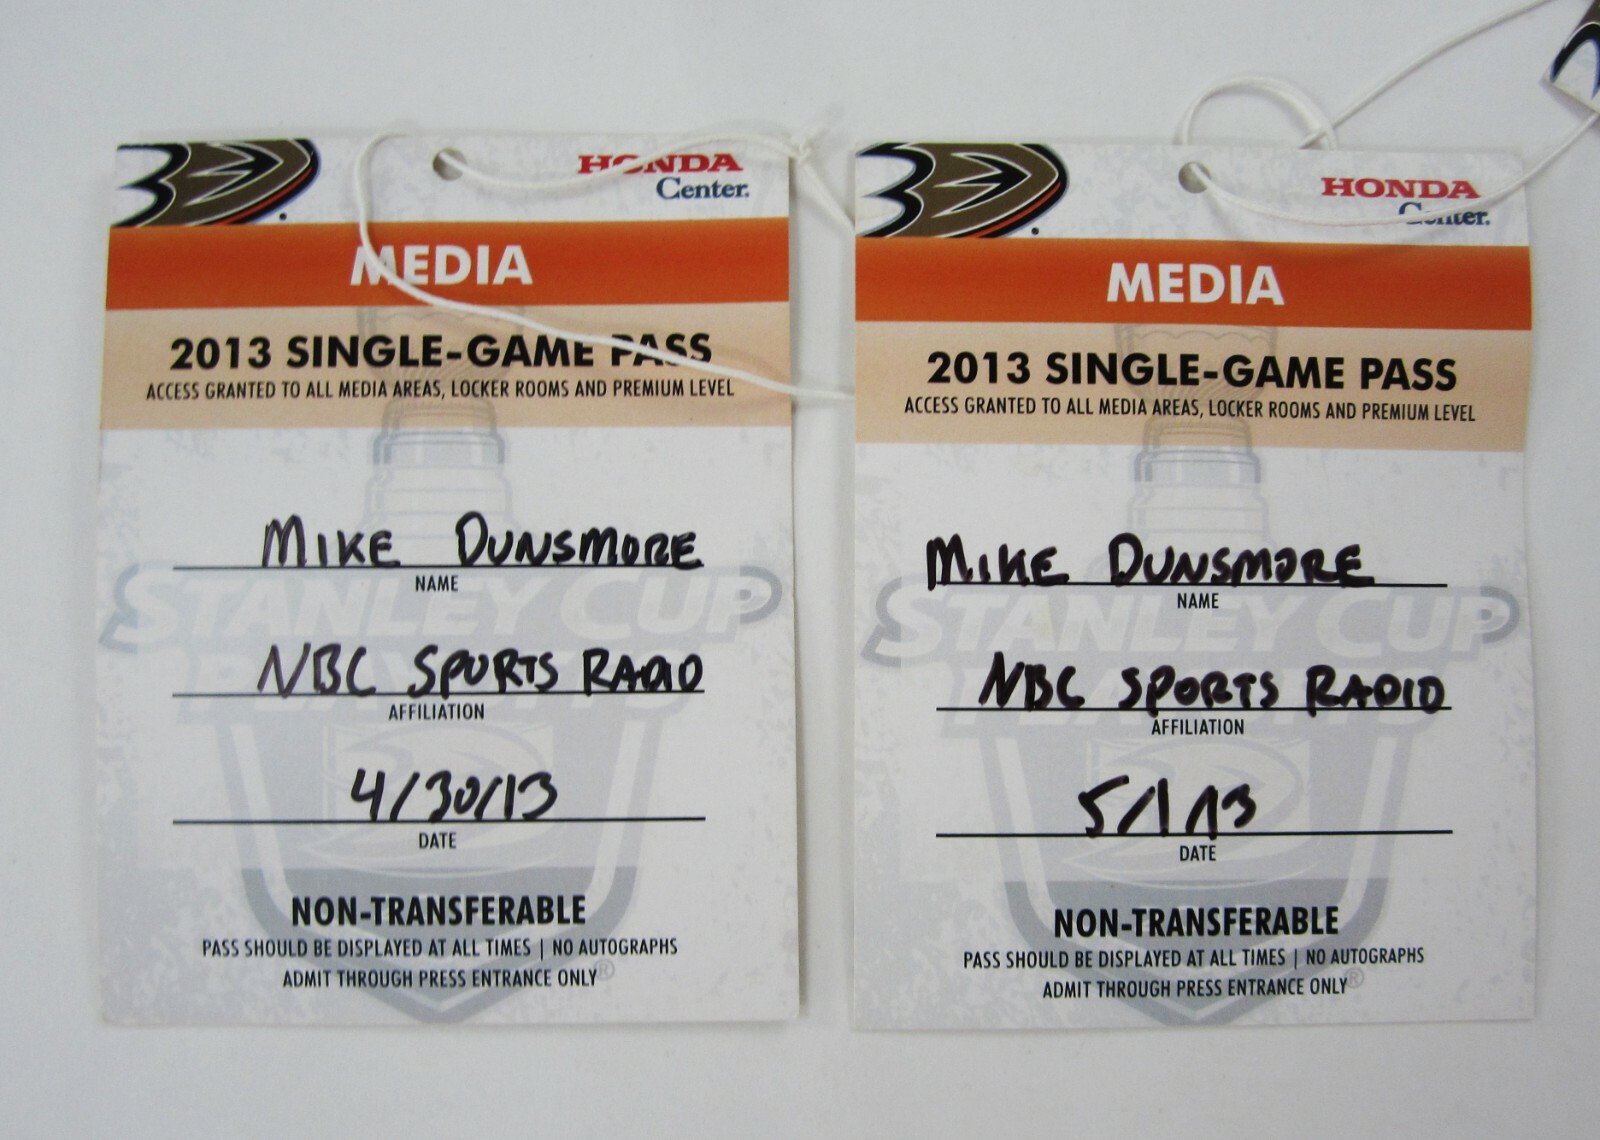 HONDA
Center.
MEDIA
2013 SINGLE-GAME PASS
ACCESS GRANTED TO ALL MEDIA AREAS, LOCKER ROOMS AND PREMIUM LEVEL
MIKE DUNSMORE
NAME
STANLEY CUP
PLAYOFFS
NBC SPORTS RADIO
AFFILIATION
4/30/13
DATE
NON-TRANSFERABLE
PASS SHOULD BE DISPLAYED AT ALL TIMES | NO AUTOGRAPHS
ADMIT THROUGH PRESS ENTRANCE ONLY
HONDA
Center.
MEDIA
2013 SINGLE-GAME PASS
ACCESS GRANTED TO ALL MEDIA AREAS, LOCKER ROOMS AND PREMIUM LEVEL
MIKE DUNSMORE
NAME
STANLEY CUP
PLAYOFFS
NBC SPORTS RADIO
AFFILIATION
5/1/13
DATE
NON-TRANSFERABLE
PASS SHOULD BE DISPLAYED AT ALL TIMES | NO AUTOGRAPHS
ADMIT THROUGH PRESS ENTRANCE ONLY